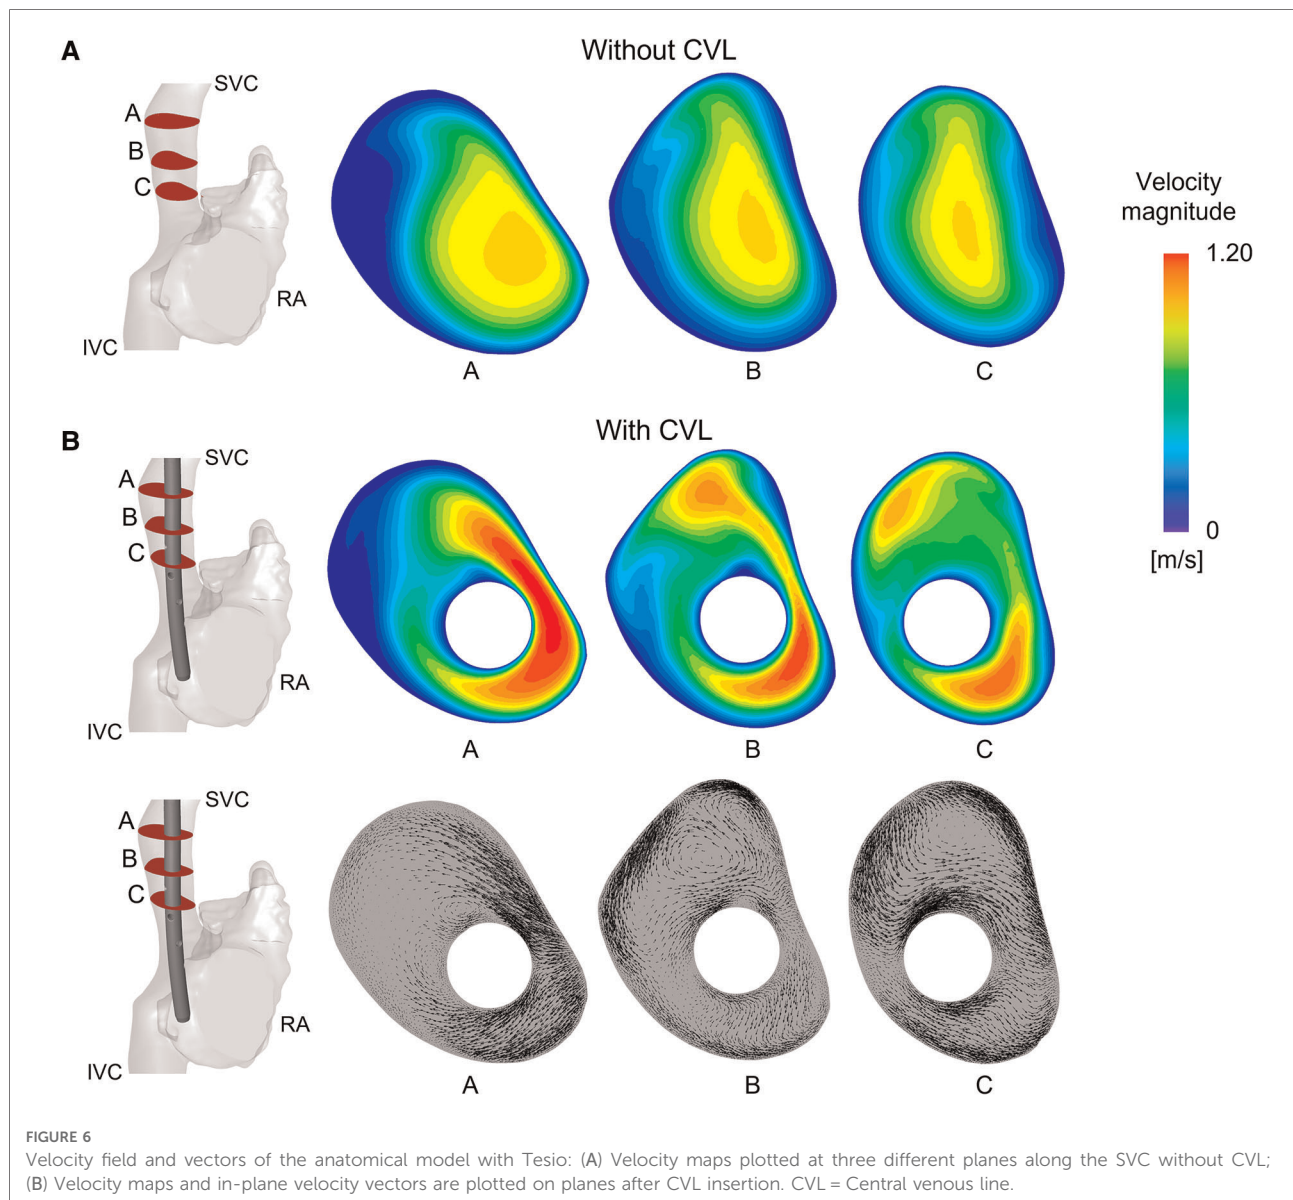 A
Without CVL
SVC
A
B
C
RA
IVC
A
B
C
Velocity
magnitude
1.20
0
[m/s]
B
With CVL
SVC
A
B
C
RA
IVC
A
B
C
SVC
A
B
C
RA
IVC
A
B
C
FIGURE 6
Velocity field and vectors of the anatomical model with Tesio: (A) Velocity maps plotted at three different planes along the SVC without CVL;
(B) Velocity maps and in-plane velocity vectors are plotted on planes after CVL insertion. CVL = Central venous line.